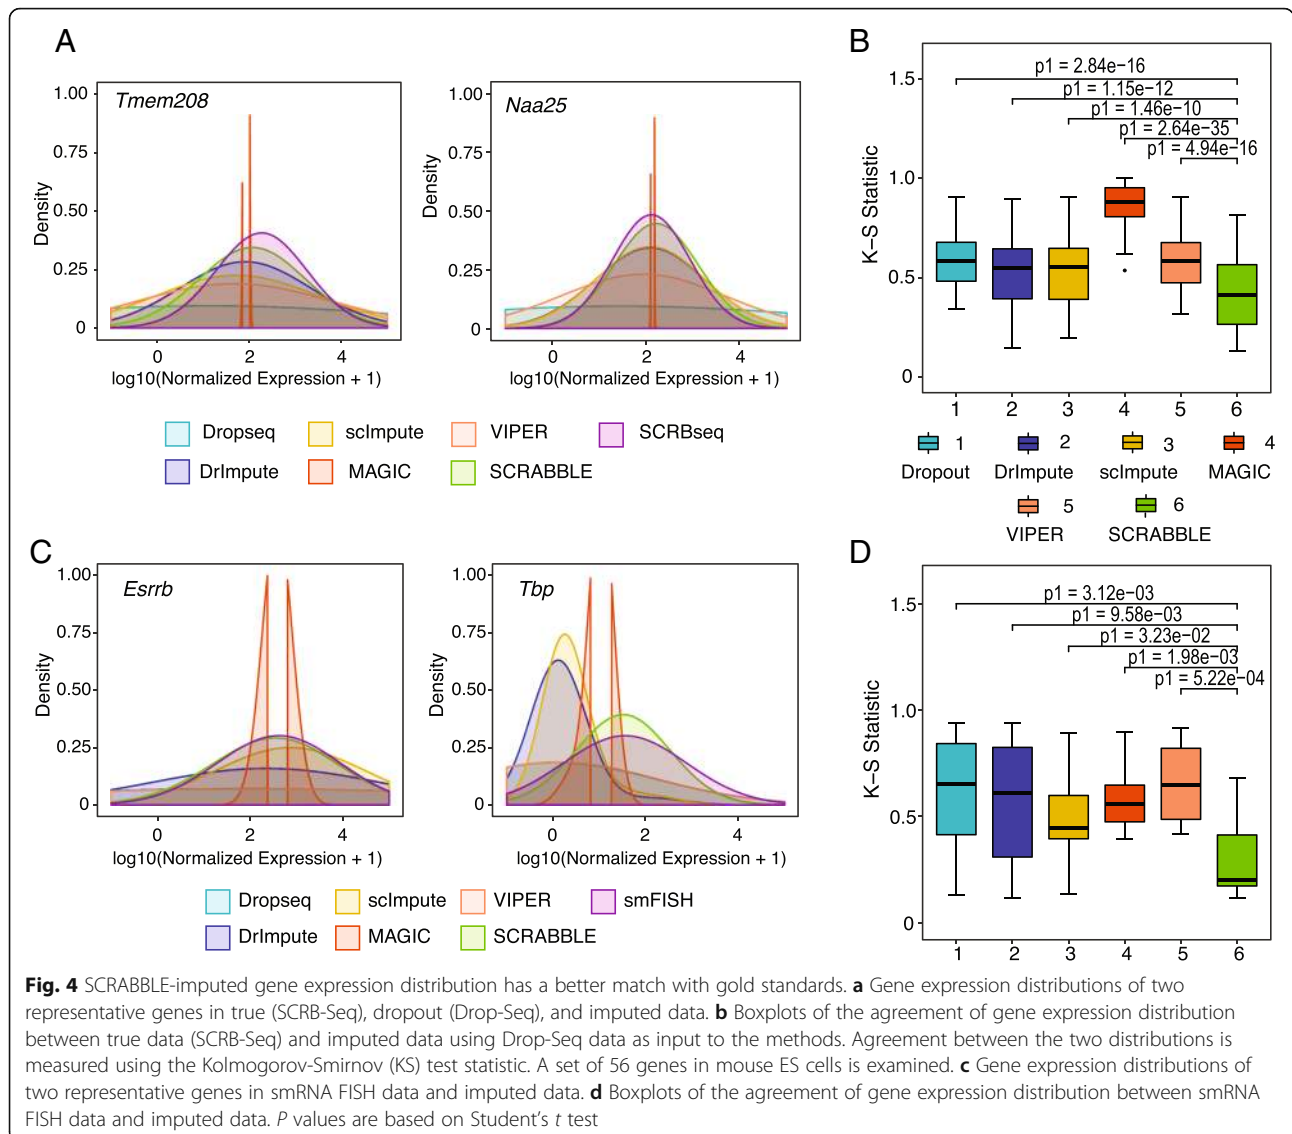 A
Tmem208
1.00
0.75
0.50
0.25
0
Density
0 2 4
log10(Normalized Expression + 1)
Naa25
1.00
0.75
0.50
0.25
0
Density
0 2 4
log10(Normalized Expression + 1)
Dropseq scImpute VIPER SCRBseq
DrImpute MAGIC SCRABBLE
B
1.5
1.0
0.5
0
K–S Statistic
p1 = 2.84e−16
p1 = 1.15e−12
p1 = 1.46e−10
p1 = 2.64e−35
p1 = 4.94e−16
1 2 3 4 5 6
1 2 3 4
Dropout DrImpute scImpute MAGIC
5 6
VIPER SCRABBLE
C
Esrrb
1.00
0.75
0.50
0.25
0
Density
0 2 4
log10(Normalized Expression + 1)
Tbp
1.00
0.75
0.50
0.25
0
Density
0 2 4
log10(Normalized Expression + 1)
Dropseq scImpute VIPER smFISH
DrImpute MAGIC SCRABBLE
D
1.5
1.0
0.5
0
K–S Statistic
p1 = 3.12e−03
p1 = 9.58e−03
p1 = 3.23e−02
p1 = 1.98e−03
p1 = 5.22e−04
1 2 3 4 5 6
Fig. 4 SCRABBLE-imputed gene expression distribution has a better match with gold standards. a Gene expression distributions of two
representative genes in true (SCRB-Seq), dropout (Drop-Seq), and imputed data. b Boxplots of the agreement of gene expression distribution
between true data (SCRB-Seq) and imputed data using Drop-Seq data as input to the methods. Agreement between the two distributions is
measured using the Kolmogorov-Smirnov (KS) test statistic. A set of 56 genes in mouse ES cells is examined. c Gene expression distributions of
two representative genes in smRNA FISH data and imputed data. d Boxplots of the agreement of gene expression distribution between smRNA
FISH data and imputed data. P values are based on Student's t test